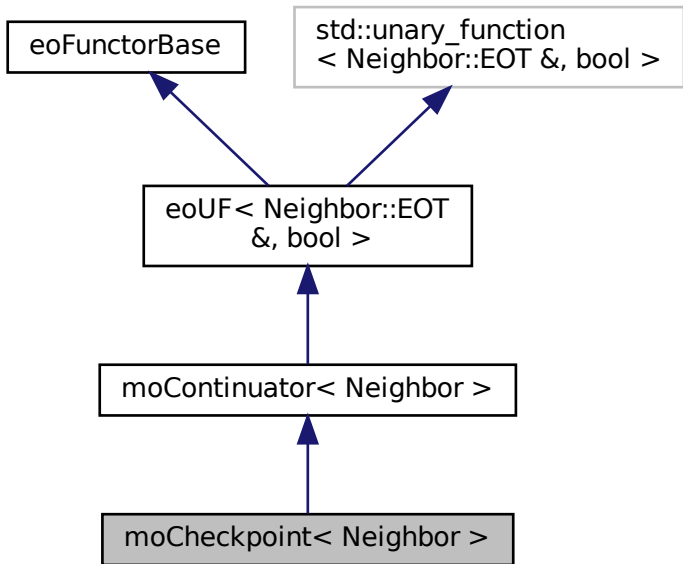 eoFunctorBase
std::unary_function
< Neighbor::EOT &, bool >
eoUF< Neighbor::EOT
&, bool >
moContinuator< Neighbor >
moCheckpoint< Neighbor >